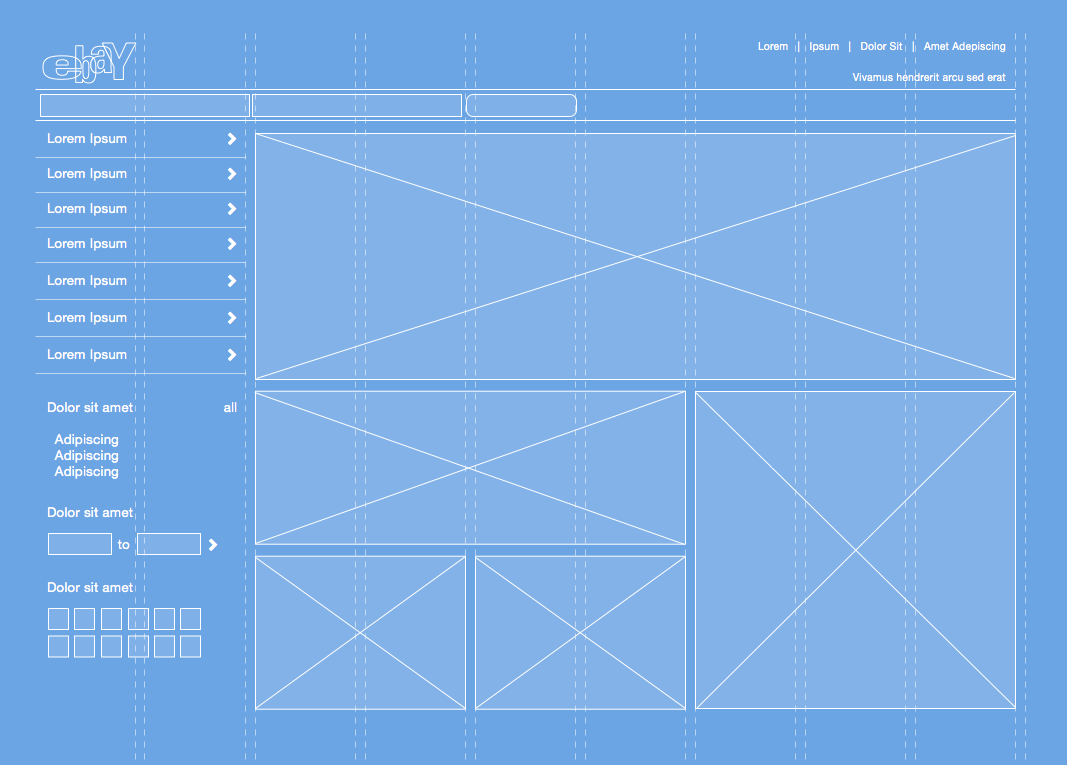 ebaY
Lorem | Ipsum | Dolor Sit | Amet Adepiscing
Vivamus hendrerit arcu sed erat
Lorem Ipsum
Lorem Ipsum
Lorem Ipsum
Lorem Ipsum
Lorem Ipsum
Lorem Ipsum
Lorem Ipsum
Dolor sit amet all
Adipiscing
Adipiscing
Adipiscing
Dolor sit amet
to
Dolor sit amet